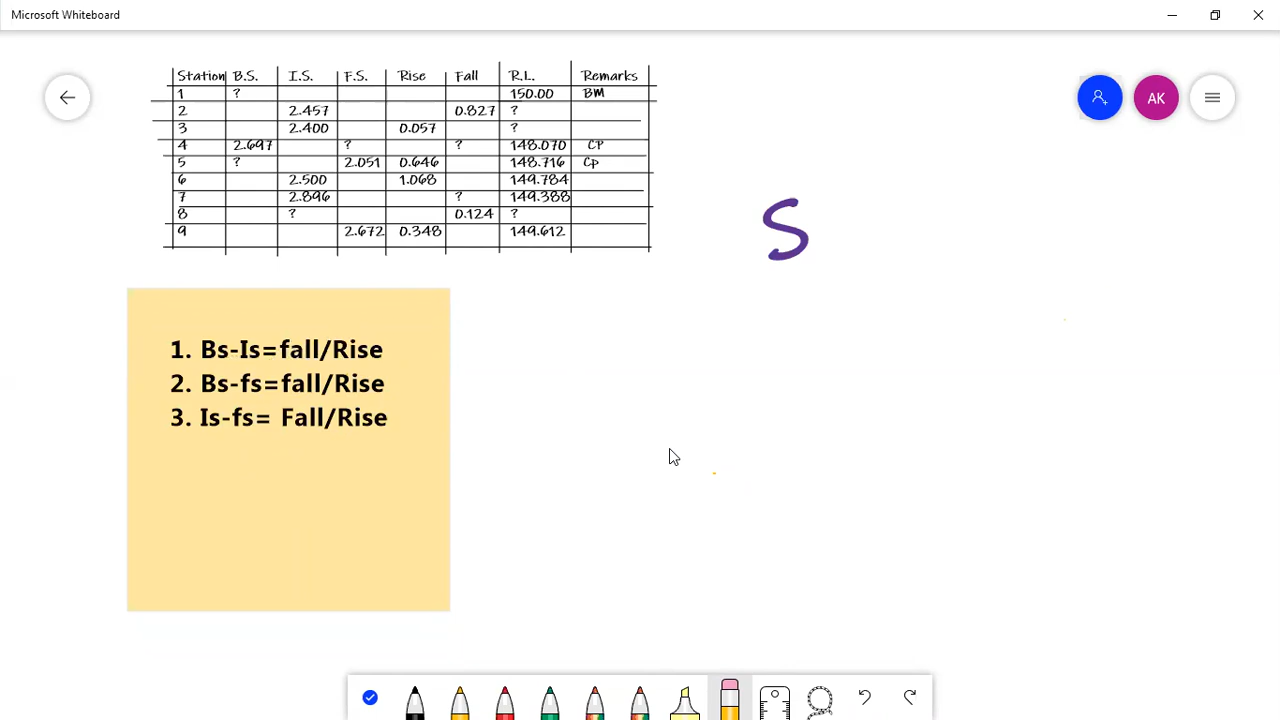 Microsoft Whiteboard
Station B.S. I.S. F.S. Rise Fall R.L. Remarks
1 ? 150.00 BM
2 2.457 0.827 ?
3 2.400 0.057 ?
4 2.697 ? ? 148.070 CP
5 ? 2.051 0.646 148.716 Cp
6 2.500 1.068 149.784
7 2.896 ? 149.388
8 ? 0.124 ?
9 2.672 0.348 149.612
AK
S
1. Bs-Is=fall/Rise
2. Bs-fs=fall/Rise
3. Is-fs= Fall/Rise